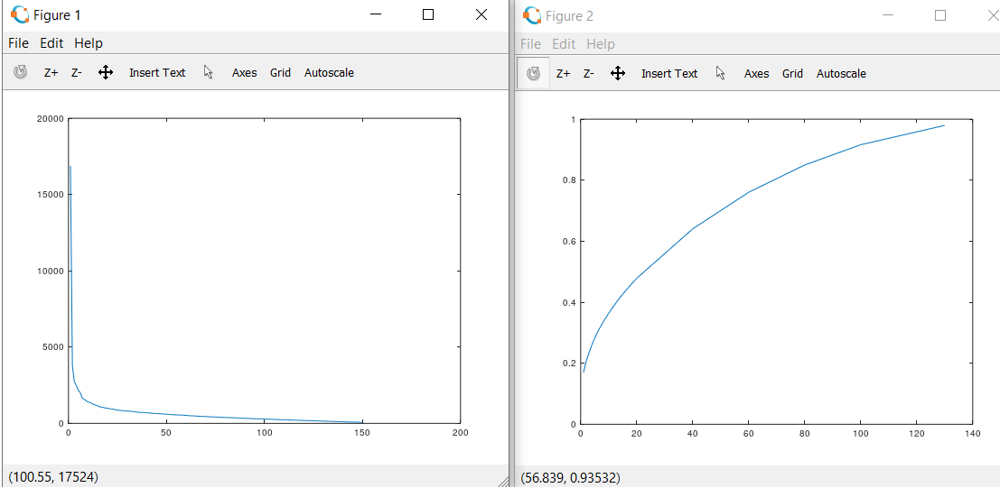 Figure 1
File Edit Help
Z+ Z- Insert Text Axes Grid Autoscale
20000
15000
10000
5000
0
0 50 100 150 200
(100.55, 17524)
Figure 2
File Edit Help
Z+ Z- Insert Text Axes Grid Autoscale
1
0.8
0.6
0.4
0.2
0
0 20 40 60 80 100 120 140
(56.839, 0.93532)